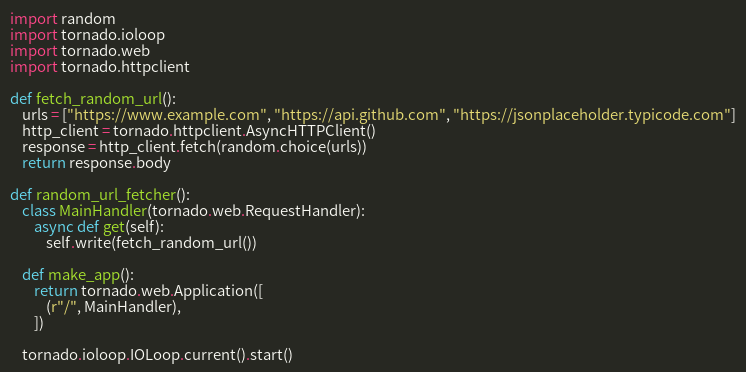 import random
import tornado.ioloop
import tornado.web
import tornado.httpclient

def fetch_random_url():
    urls = ["https://www.example.com", "https://api.github.com", "https://jsonplaceholder.typicode.com"]
    http_client = tornado.httpclient.AsyncHTTPClient()
    response = http_client.fetch(random.choice(urls))
    return response.body

def random_url_fetcher():
    class MainHandler(tornado.web.RequestHandler):
        async def get(self):
            self.write(fetch_random_url())

    def make_app():
        return tornado.web.Application([
            (r"/", MainHandler),
        ])

    tornado.ioloop.IOLoop.current().start()